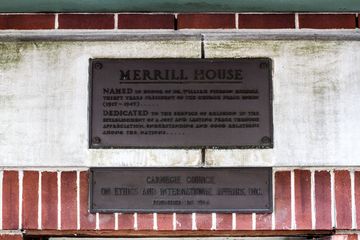 MERRILL HOUSE
NAMED IN HONOR OF DR. WILLIAM PIERSON MERRILL
THIRTY YEARS PRESIDENT OF THE CHURCH PEACE UNION
(1917 - 1947) . . . . .
DEDICATED TO THE SERVICE OF RELIGION IN THE
ESTABLISHMENT OF A JUST AND LASTING PEACE THROUGH
APPRECIATION, UNDERSTANDING AND GOOD RELATIONS
AMONG THE NATIONS . . . . .
CARNEGIE COUNCIL
ON ETHICS AND INTERNATIONAL AFFAIRS, INC.
FOUNDED IN 1914